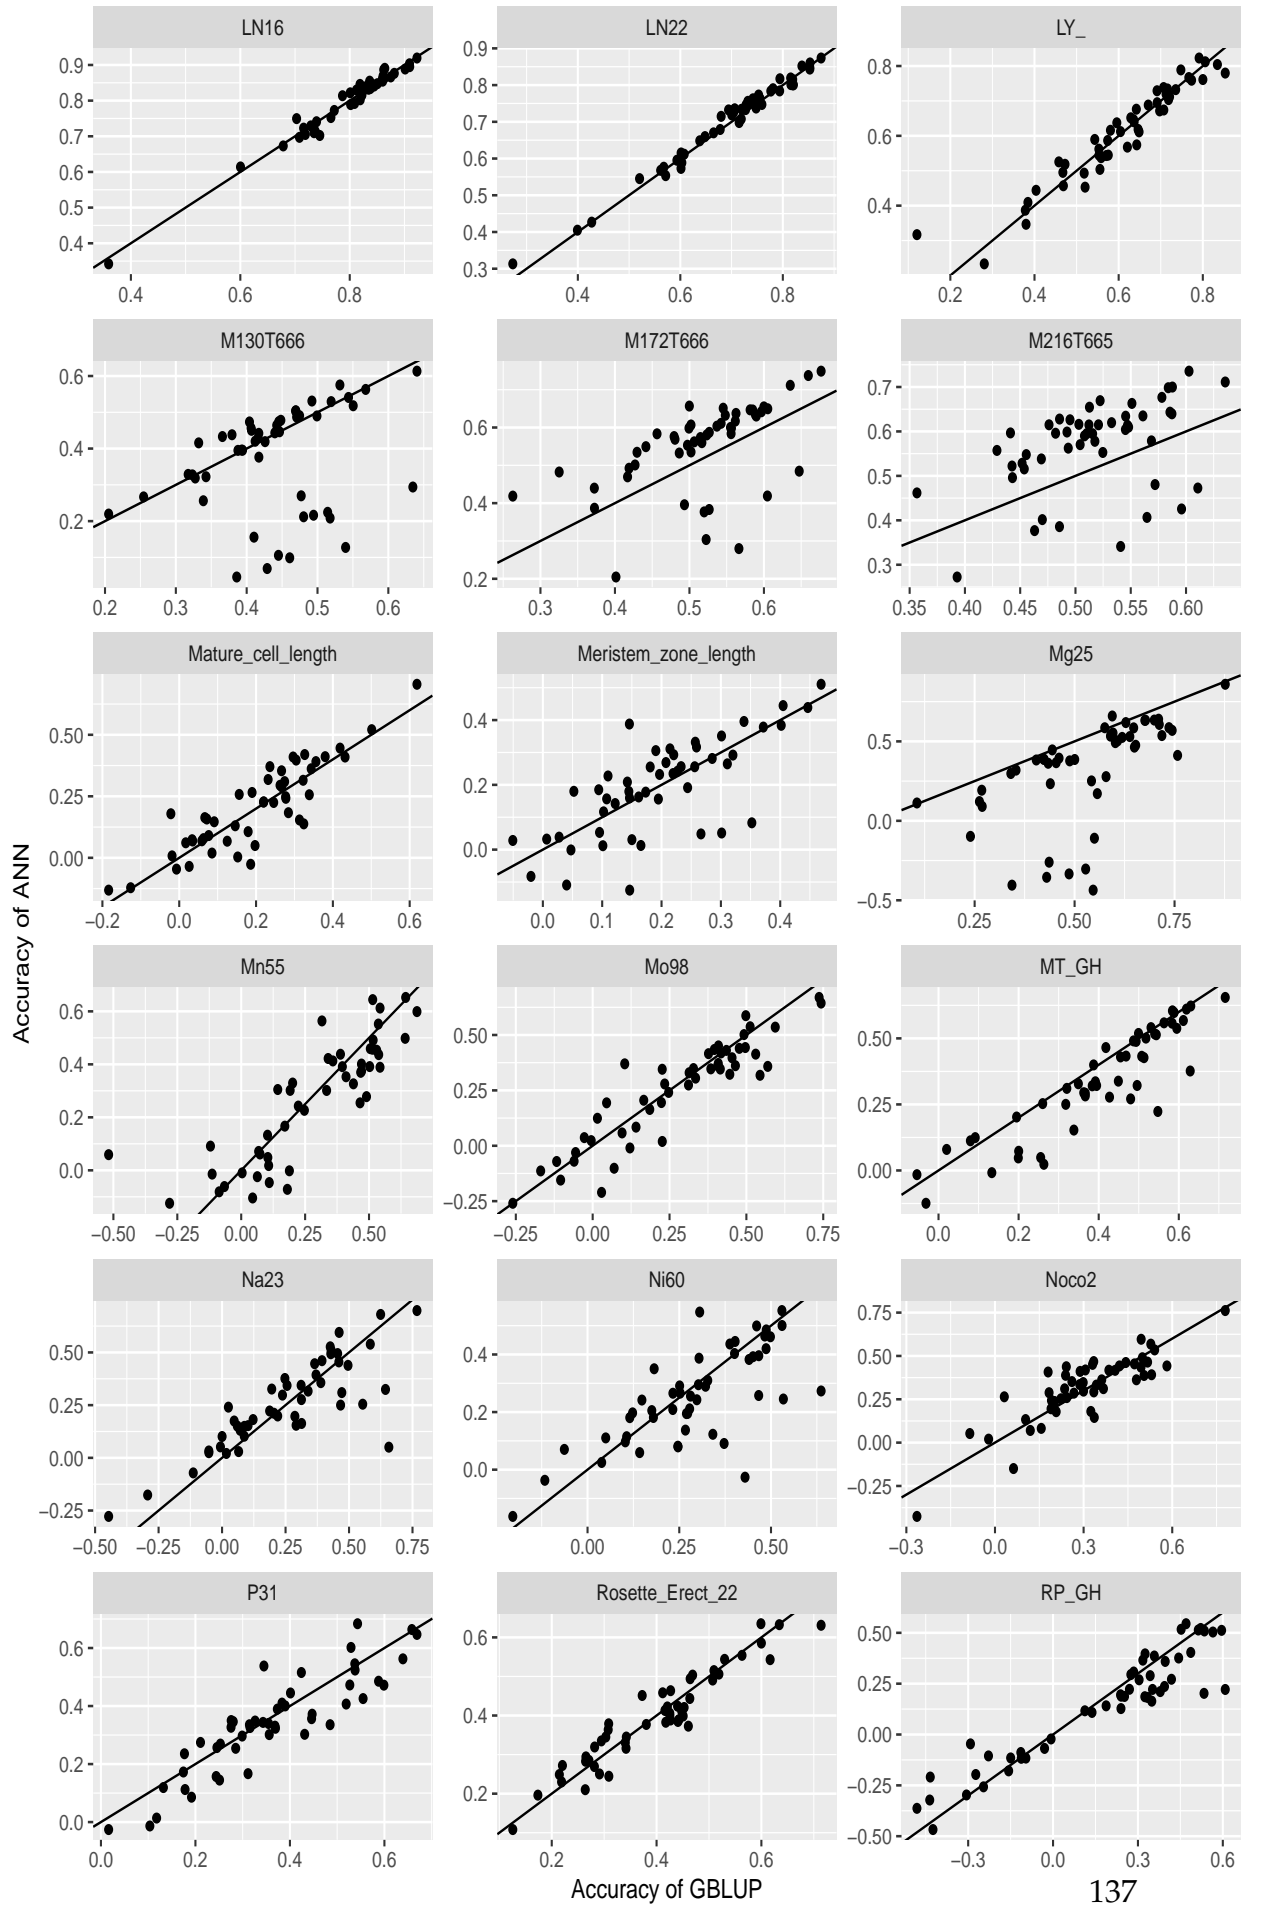 LN16 LN22 LY_
0.9 0.8 0.7 0.6 0.5 0.4
0.9 0.8 0.7 0.6 0.5 0.4 0.3
0.8 0.6 0.4
0.4 0.6 0.8 0.4 0.6 0.8 0.2 0.4 0.6 0.8
M130T666 M172T666 M216T665
0.6 0.4 0.2
0.6 0.4 0.2
0.7 0.6 0.5 0.4 0.3
0.2 0.3 0.4 0.5 0.6 0.3 0.4 0.5 0.6 0.35 0.40 0.45 0.50 0.55 0.60
Mature_cell_length Meristem_zone_length Mg25
0.50 0.25 0.00
0.4 0.2 0.0
0.5 0.0 −0.5
−0.2 0.0 0.2 0.4 0.6 0.0 0.1 0.2 0.3 0.4 0.25 0.50 0.75
Accuracy of ANN
Mn55 Mo98 MT_GH
0.6 0.4 0.2 0.0
0.50 0.25 0.00 −0.25
0.50 0.25 0.00
−0.50 −0.25 0.00 0.25 0.50 −0.25 0.00 0.25 0.50 0.75 0.0 0.2 0.4 0.6
Na23 Ni60 Noco2
0.50 0.25 0.00 −0.25
0.4 0.2 0.0
0.75 0.50 0.25 0.00 −0.25
−0.50 −0.25 0.00 0.25 0.50 0.75 0.00 0.25 0.50 −0.3 0.0 0.3 0.6
P31 Rosette_Erect_22 RP_GH
0.6 0.4 0.2 0.0
0.6 0.4 0.2
0.50 0.25 0.00 −0.25 −0.50
0.0 0.2 0.4 0.6 0.2 0.4 0.6 −0.3 0.0 0.3 0.6
Accuracy of GBLUP
137